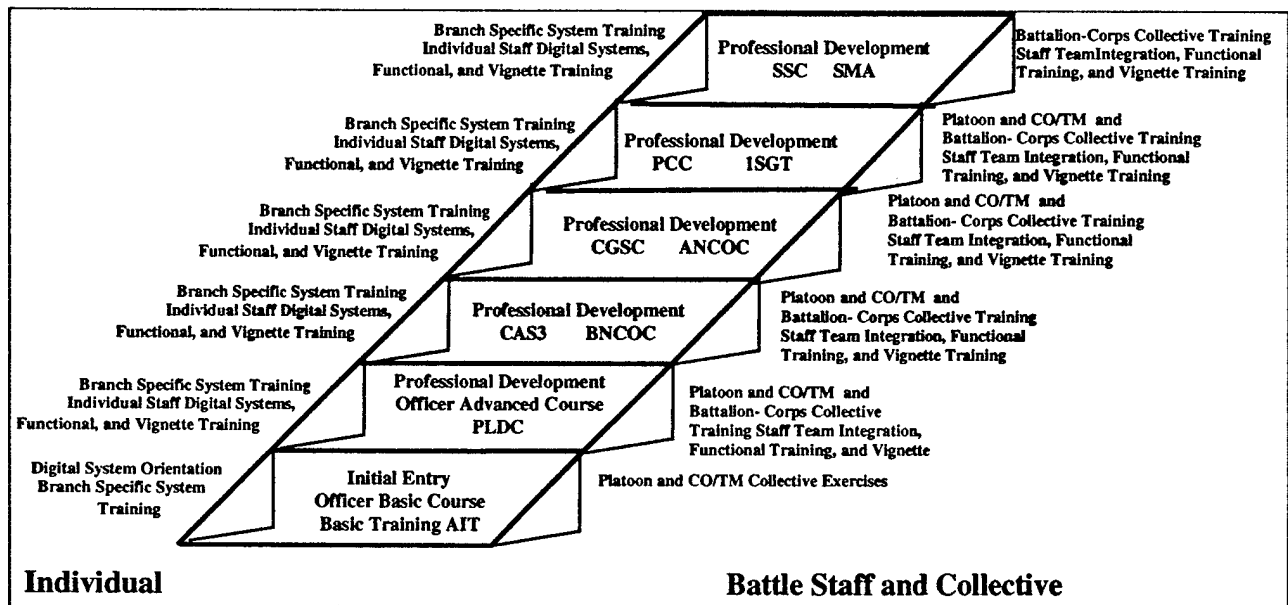 Branch Specific System Training
Individual Staff Digital Systems,
Functional, and Vignette Training
Professional Development
SSC SMA
Battalion-Corps Collective Training
Staff TeamIntegration, Functional
Training, and Vignette Training
Branch Specific System Training
Individual Staff Digital Systems,
Functional, and Vignette Training
Professional Development
PCC 1SGT
Platoon and CO/TM and
Battalion- Corps Collective Training
Staff Team Integration, Functional
Training, and Vignette Training
Branch Specific System Training
Individual Staff Digital Systems,
Functional, and Vignette Training
Professional Development
CGSC ANCOC
Platoon and CO/TM and
Battalion- Corps Collective Training
Staff Team Integration, Functional
Training, and Vignette Training
Branch Specific System Training
Individual Staff Digital Systems,
Functional, and Vignette Training
Professional Development
CAS3 BNCOC
Platoon and CO/TM and
Battalion- Corps Collective Training
Staff Team Integration, Functional
Training, and Vignette Training
Branch Specific System Training
Individual Staff Digital Systems,
Functional, and Vignette Training
Professional Development
Officer Advanced Course
PLDC
Platoon and CO/TM and
Battalion- Corps Collective
Training Staff Team Integration,
Functional Training, and Vignette
Digital System Orientation
Branch Specific System
Training
Initial Entry
Officer Basic Course
Basic Training AIT
Platoon and CO/TM Collective Exercises
Individual
Battle Staff and Collective